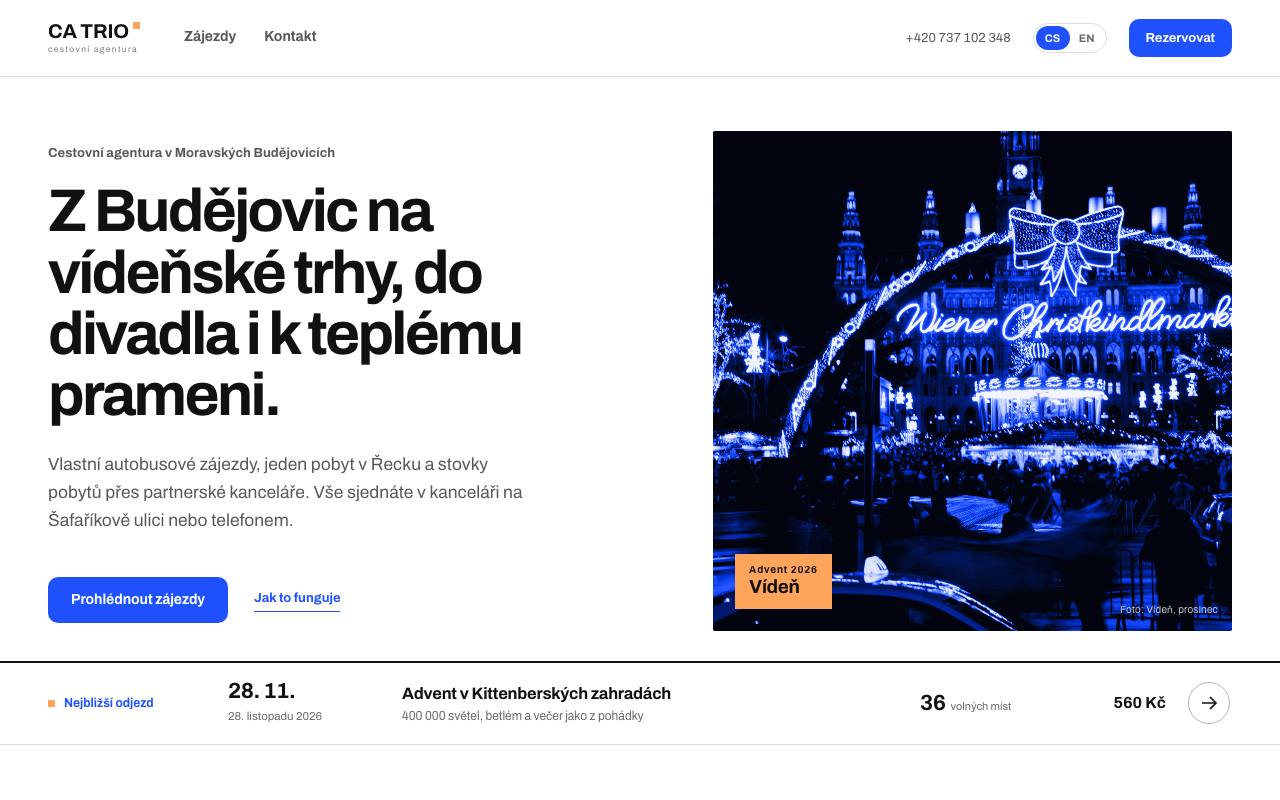 CA TRIO
cestovní agentura
Zájezdy
Kontakt
+420 737 102 348
CS
EN
Rezervovat
Cestovní agentura v Moravských Budějovicích
Z Budějovic na
vídeňské trhy, do
divadla i k teplému
prameni.
Vlastní autobusové zájezdy, jeden pobyt v Řecku a stovky
pobytů přes partnerské kanceláře. Vše sjednáte v kanceláři na
Šafaříkově ulici nebo telefonem.
Prohlédnout zájezdy
Jak to funguje
Wiener Christkindlmarkt
Advent 2026
Vídeň
Foto: Vídeň, prosinec
Nejbližší odjezd
28. 11.
28. listopadu 2026
Advent v Kittenberských zahradách
400 000 světel, betlém a večer jako z pohádky
36 volných míst
560 Kč